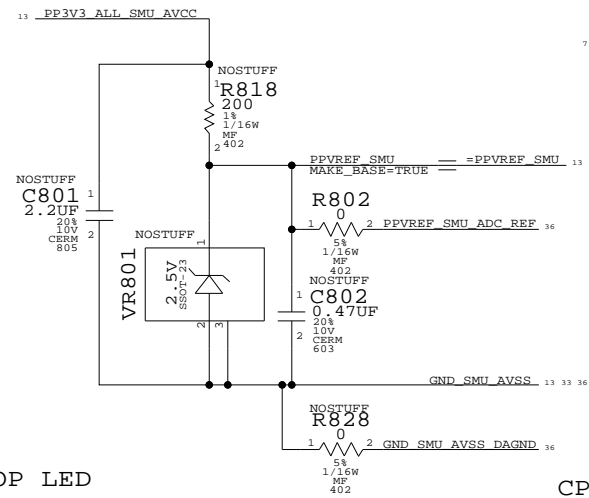 13 PP3V3_ALL_SMU_AVCC
7
NOSTUFF
1 R818
200
1%
1/16W
MF
2 402
PPVREF_SMU =PPVREF_SMU 13
MAKE_BASE=TRUE
NOSTUFF
C801 1
2.2UF
20%
10V
CERM 2
805
R802
0
1 2 PPVREF_SMU_ADC_REF 36
5%
1/16W
MF
402
NOSTUFF
1
VR801
2.5V
SSOT-23
2 3
NOSTUFF
1 C802
0.47UF
20%
10V
2 CERM
603
GND_SMU_AVSS 13 33 36
NOSTUFF
R828
0
1 2 GND_SMU_AVSS_DAGND 36
5%
1/16W
MF
402
OP LED
CP